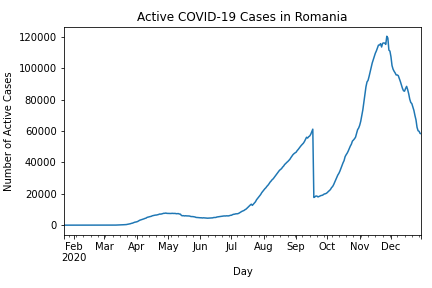 Active COVID-19 Cases in Romania
120000
100000
80000
60000
40000
20000
0
Number of Active Cases
Feb Mar Apr May Jun Jul Aug Sep Oct Nov Dec
2020
Day